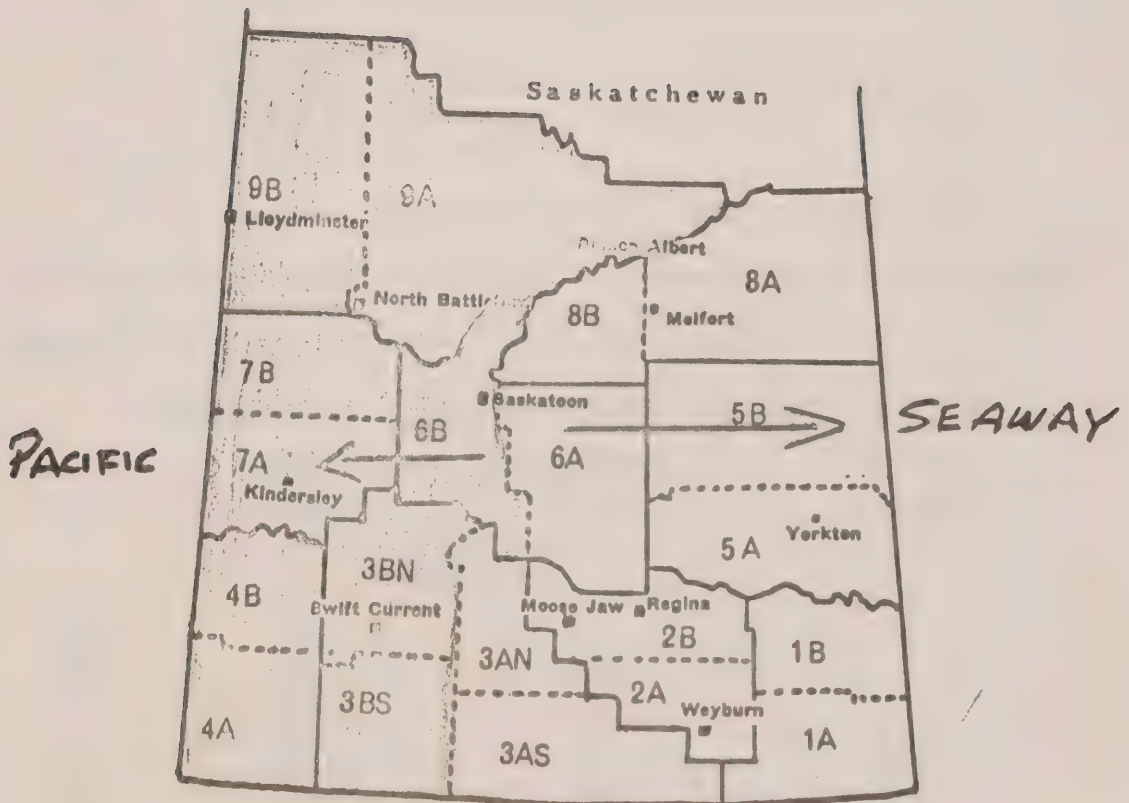 Saskatchewan
9B
9A
Lloydminster
Albert
8A
North
8B
Melfort
7B
Saskatoon
5B
SEAWAY
6B
PACIFIC
7A
6A
Kindersley
Yorkton
5A
3BN
4B
Swift Current
Moose Jaw
Regina
2B
1B
3AN
2A
3BS
Weyburn
4A
1A
3AS